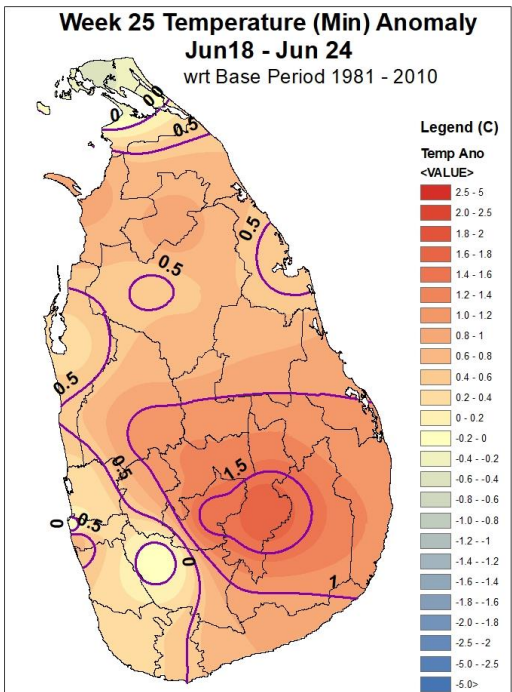 Week 25 Temperature (Min) Anomaly
Jun18 - Jun 24
wrt Base Period 1981 - 2010
Legend (C)
Temp Ano
<VALUE>
2.5 - 5
2.0 - 2.5
1.8 - 2
1.6 - 1.8
1.4 - 1.6
1.2 - 1.4
1.0 - 1.2
0.8 - 1
0.6 - 0.8
0.4 - 0.6
0.2 - 0.4
0 - 0.2
-0.2 - 0
-0.4 - -0.2
-0.6 - -0.4
-0.8 - -0.6
-1.0 - -0.8
-1.2 - -1
-1.4 - -1.2
-1.6 - -1.4
-1.8 - -1.6
-2.0 - -1.8
-2.5 - -2
-5.0 - -2.5
-5.0>
0
0
0
0.5
0.5
0.5
0.5
0.5
1.5
0
0.5
0
1